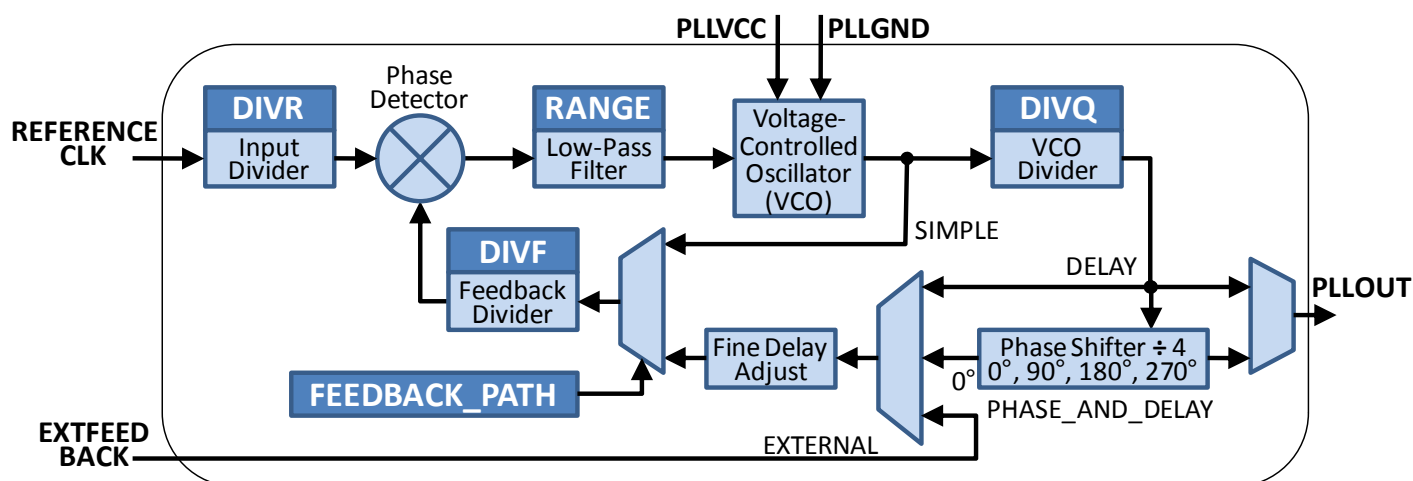 PLLVCC
PLLGND
Phase
Detector
DIVR
RANGE
DIVQ
REFERENCE
CLK
Input
Divider
Low-Pass
Filter
Voltage-
Controlled
Oscillator
(VCO)
VCO
Divider
SIMPLE
DIVF
Feedback
Divider
DELAY
PLLOUT
Fine Delay
Adjust
Phase Shifter ÷ 4
0°, 90°, 180°, 270°
0°
FEEDBACK_PATH
PHASE_AND_DELAY
EXTFEED
BACK
EXTERNAL